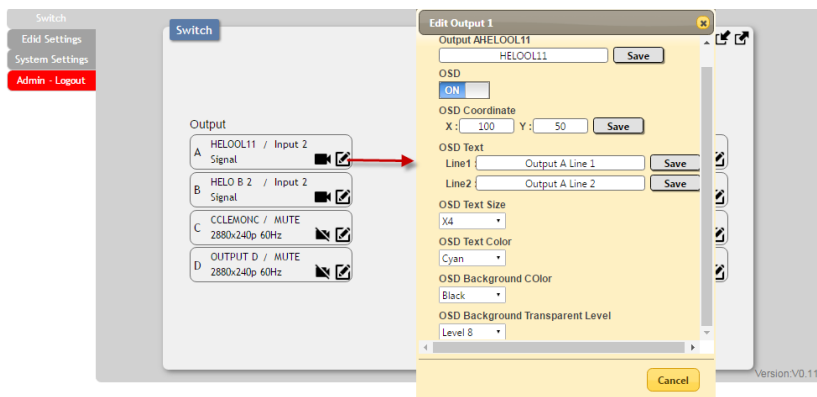 Switch
Edid Settings
System Settings
Admin - Logout
Switch
Output
A HELOOL11 / Input 2
Signal
B HELO B 2 / Input 2
Signal
C CCLEMONC / MUTE
2880x240p 60Hz
D OUTPUT D / MUTE
2880x240p 60Hz
Edit Output 1
Output AHELOOL11
HELOOL11 Save
OSD
ON
OSD Coordinate
X : 100 Y : 50 Save
OSD Text
Line1 : Output A Line 1 Save
Line2 : Output A Line 2 Save
OSD Text Size
X4
OSD Text Color
Cyan
OSD Background COlor
Black
OSD Background Transparent Level
Level 8
Cancel
Version:V0.11